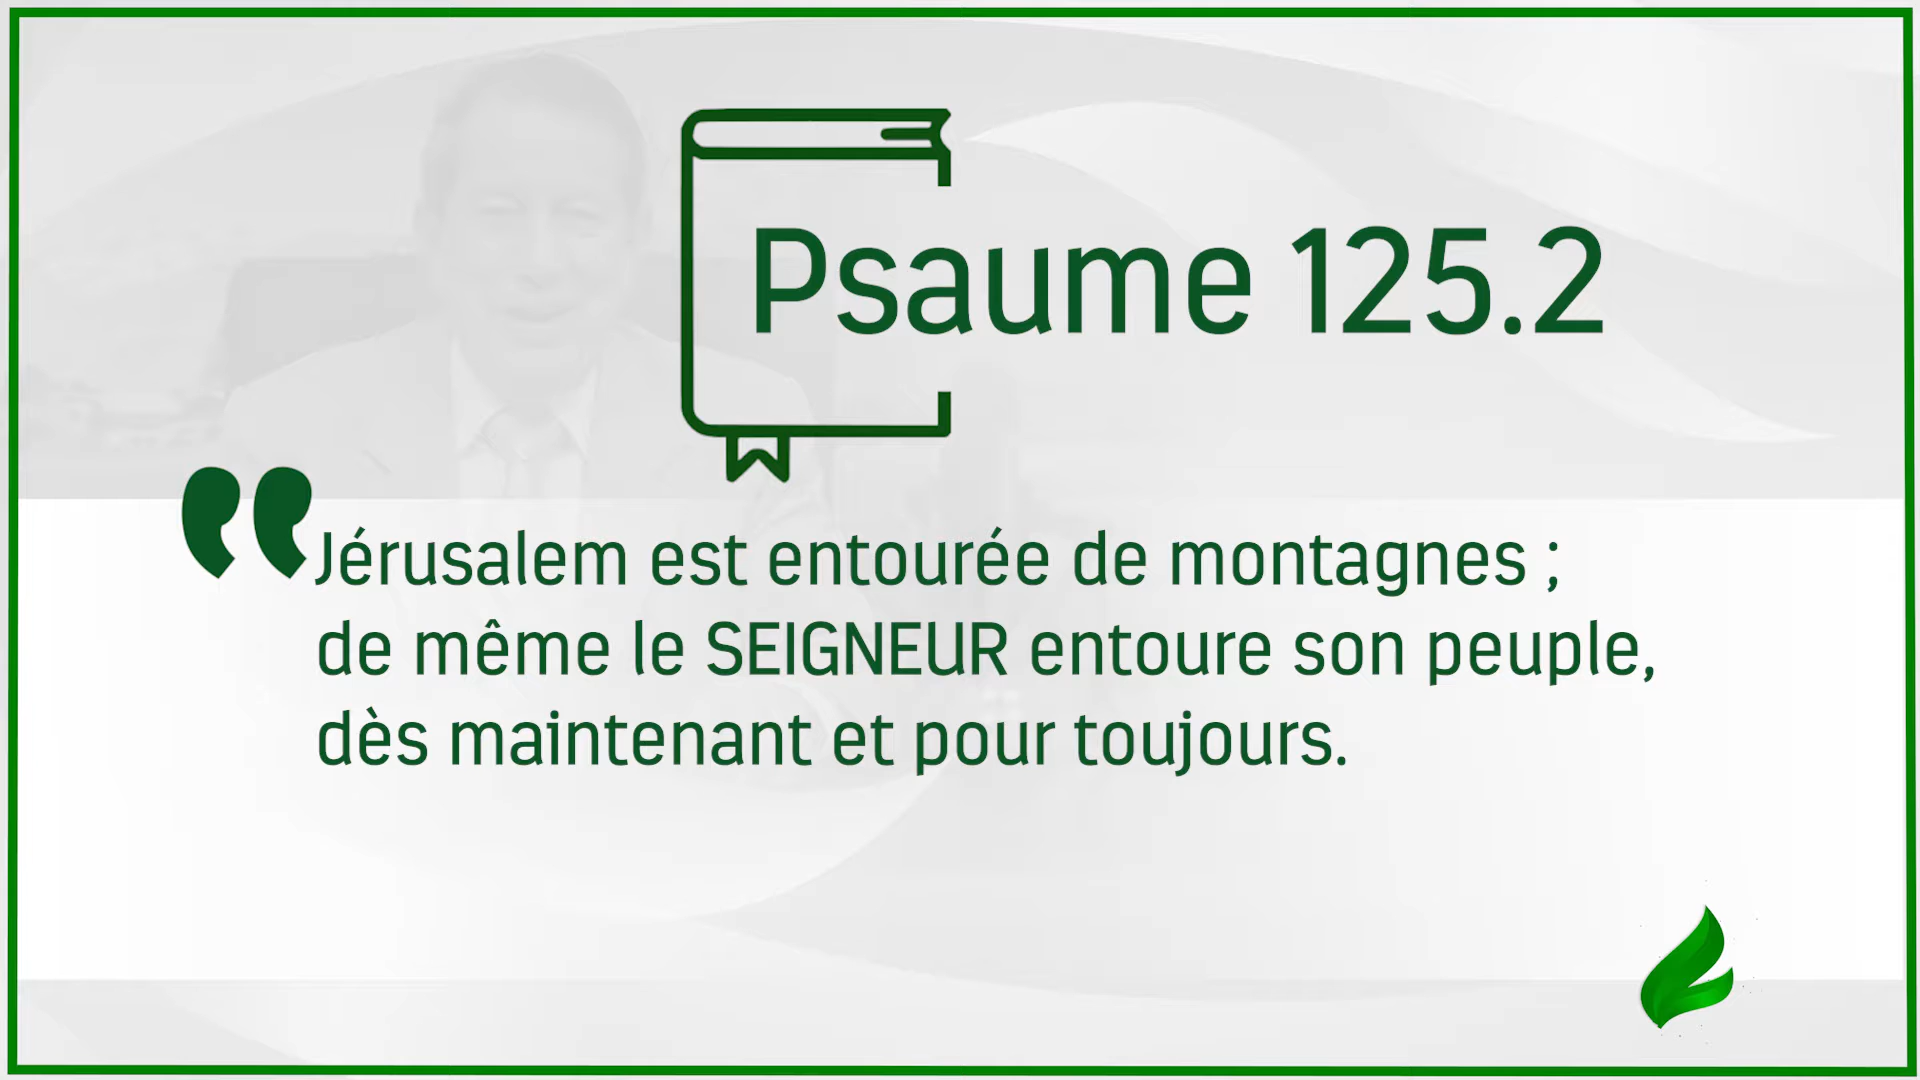 Psaume 125.2
Jérusalem est entourée de montagnes ;
de même le SEIGNEUR entoure son peuple,
dès maintenant et pour toujours.